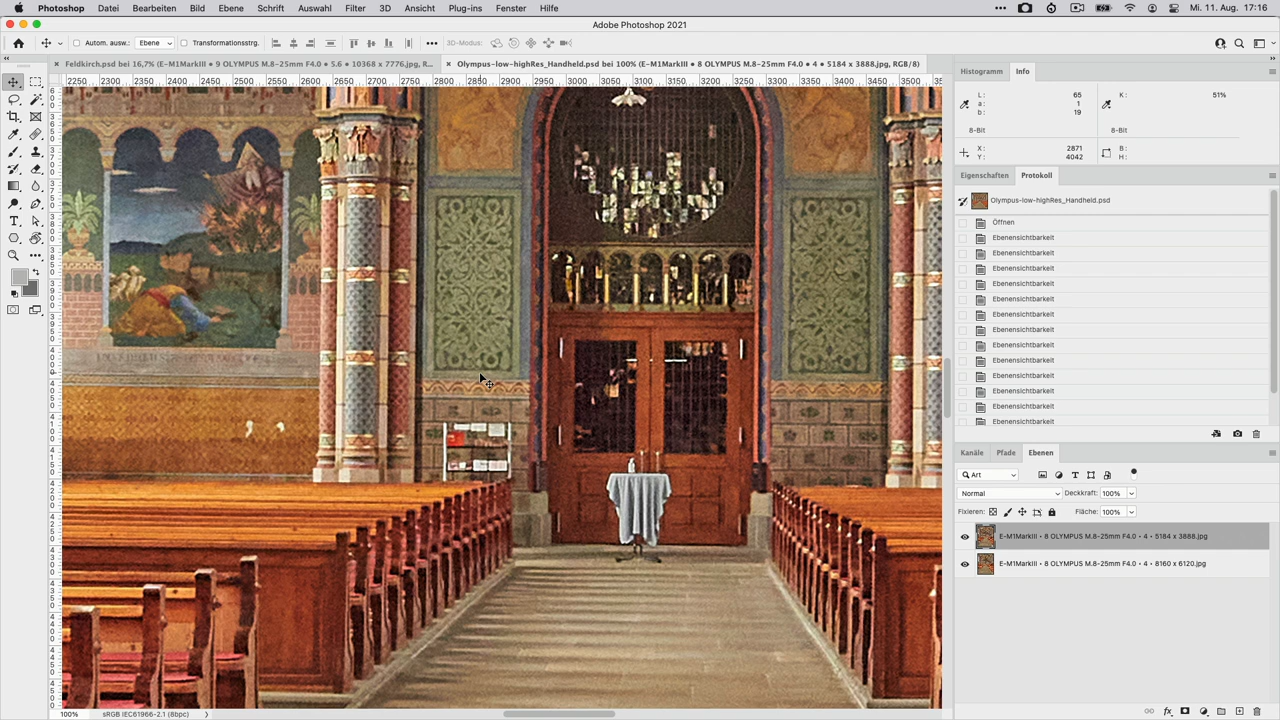 Photoshop Datei Bearbeiten Bild Ebene Schrift Auswahl Filter 3D Ansicht Plug-ins Fenster Hilfe Mi. 11. Aug. 17:16
Adobe Photoshop 2021
Autom. ausw.: Ebene Transformationsstrg. 3D-Modus:
Feldkirch.psd bei 16,7% (E-M1MarkIII • 9 OLYMPUS M.8-25mm F4.0 • 5.6 • 10368 x 7776.jpg, R...
Olympus-low-highRes_Handheld.psd bei 100% (E-M1MarkIII • 8 OLYMPUS M.8-25mm F4.0 • 4 • 5184 x 3888.jpg, RGB/8)
2250 2300 2350 2400 2450 2500 2550 2600 2650 2700 2750 2800 2850 2900 2950 3000 3050 3100 3150 3200 3250 3300 3350 3400 3450 3500
Histogramm Info
L: 65 K: 51%
a: 1
b: 19
8-Bit 8-Bit
X: 2871 B:
Y: 4042 H:
Eigenschaften Protokoll
Olympus-low-highRes_Handheld.psd
Öffnen
Ebenensichtbarkeit
Ebenensichtbarkeit
Ebenensichtbarkeit
Ebenensichtbarkeit
Ebenensichtbarkeit
Ebenensichtbarkeit
Ebenensichtbarkeit
Ebenensichtbarkeit
Ebenensichtbarkeit
Ebenensichtbarkeit
Ebenensichtbarkeit
Ebenensichtbarkeit
Ebenensichtbarkeit
Kanäle Pfade Ebenen
Art
Normal Deckkraft: 100%
Fixieren: Fläche: 100%
E-M1MarkIII • 8 OLYMPUS M.8-25mm F4.0 • 4 • 5184 x 3888.jpg
E-M1MarkIII • 8 OLYMPUS M.8-25mm F4.0 • 4 • 8160 x 6120.jpg
100% sRGB IEC61966-2.1 (8bpc)